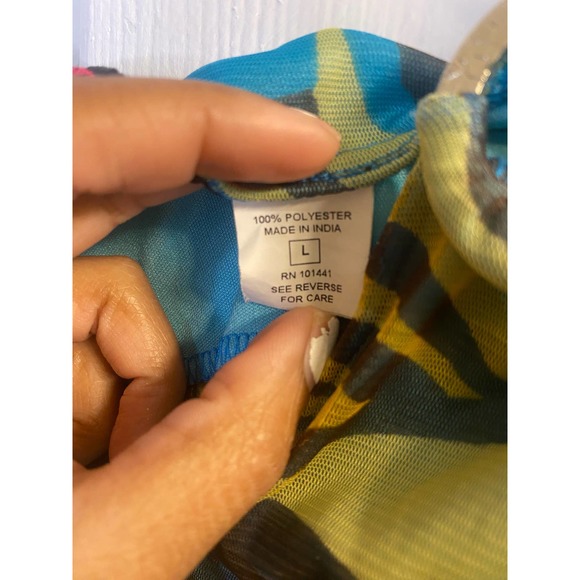 100% POLYESTER
MADE IN INDIA
L
RN 101441
SEE REVERSE
FOR CARE